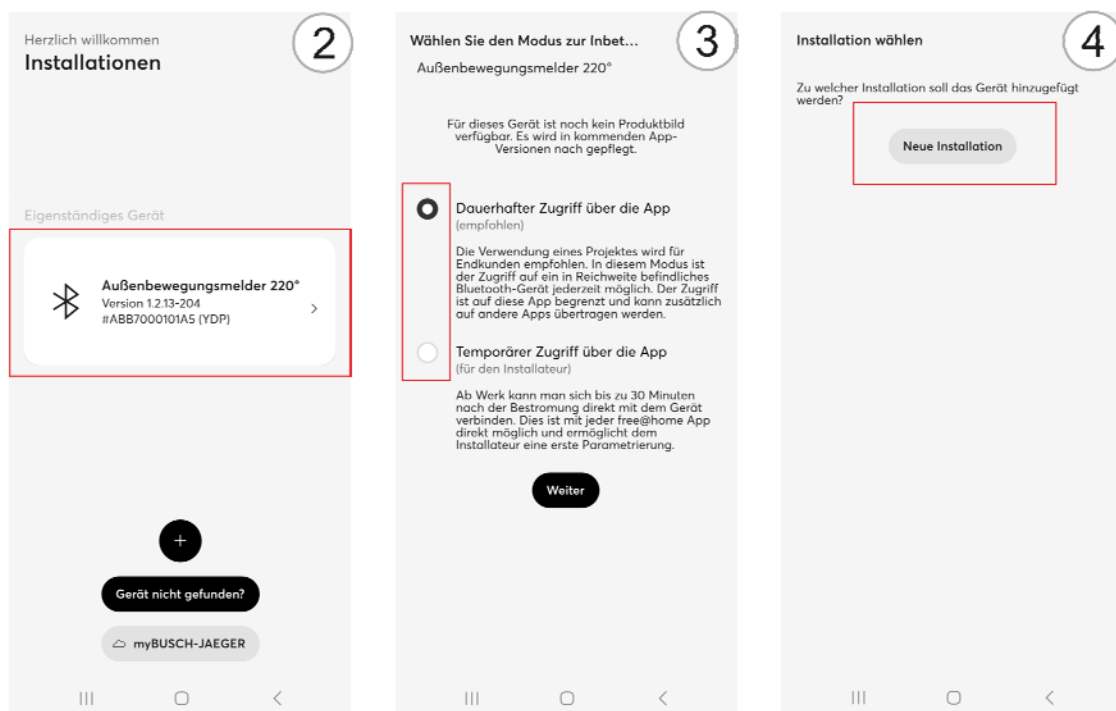 Herzlich willkommen
Installationen
2
Eigenständiges Gerät
Außenbewegungsmelder 220°
Version 1.2.13-204
#ABB7000101A5 (YDP)
Gerät nicht gefunden?
myBUSCH-JAEGER
Wählen Sie den Modus zur Inbet...
3
Außenbewegungsmelder 220°
Für dieses Gerät ist noch kein Produktbild
verfügbar. Es wird in kommenden App-
Versionen nach gepflegt.
Dauerhafter Zugriff über die App
(empfohlen)
Die Verwendung eines Projektes wird für
Endkunden empfohlen. In diesem Modus ist
der Zugriff auf ein in Reichweite befindliches
Bluetooth-Gerät jederzeit möglich. Der Zugriff
ist auf diese App begrenzt und kann zusätzlich
auf andere Apps übertragen werden.
Temporärer Zugriff über die App
(für den Installateur)
Ab Werk kann man sich bis zu 30 Minuten
nach der Bestromung direkt mit dem Gerät
verbinden. Dies ist mit jeder free@home App
direkt möglich und ermöglicht dem
Installateur eine erste Parametrierung.
Weiter
Installation wählen
4
Zu welcher Installation soll das Gerät hinzugefügt
werden?
Neue Installation